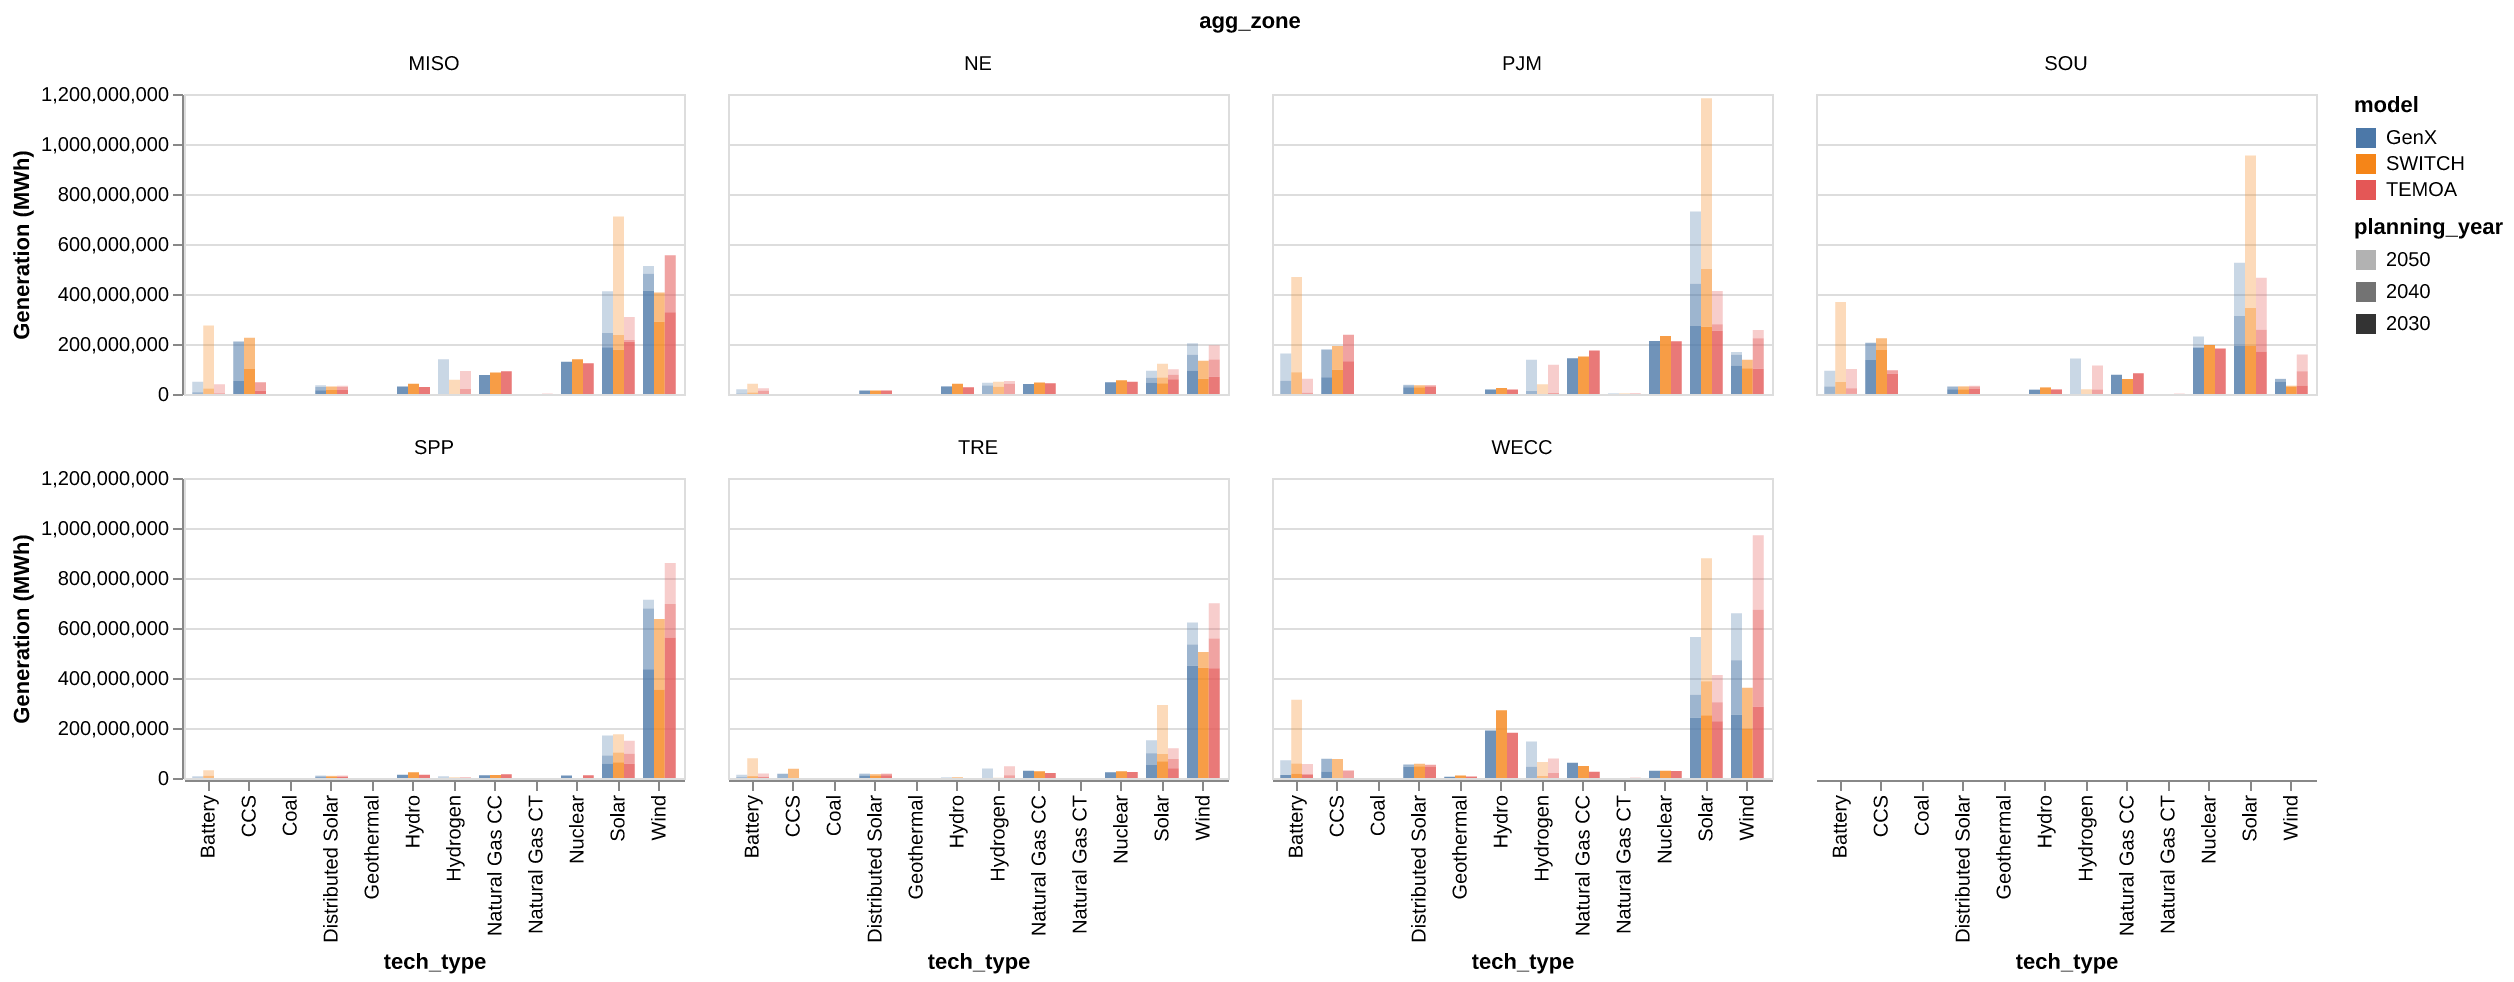 agg_zone
MISO
NE
PJM
SOU
model
GenX
SWITCH
TEMOA
planning_year
2050
2040
2030
Generation (MWh)
1,200,000,000
1,000,000,000
800,000,000
600,000,000
400,000,000
200,000,000
0
SPP
TRE
WECC
Generation (MWh)
1,200,000,000
1,000,000,000
800,000,000
600,000,000
400,000,000
200,000,000
0
Battery
CCS
Coal
Distributed Solar
Geothermal
Hydro
Hydrogen
Natural Gas CC
Natural Gas CT
Nuclear
Solar
Wind
tech_type
Battery
CCS
Coal
Distributed Solar
Geothermal
Hydro
Hydrogen
Natural Gas CC
Natural Gas CT
Nuclear
Solar
Wind
tech_type
Battery
CCS
Coal
Distributed Solar
Geothermal
Hydro
Hydrogen
Natural Gas CC
Natural Gas CT
Nuclear
Solar
Wind
tech_type
Battery
CCS
Coal
Distributed Solar
Geothermal
Hydro
Hydrogen
Natural Gas CC
Natural Gas CT
Nuclear
Solar
Wind
tech_type